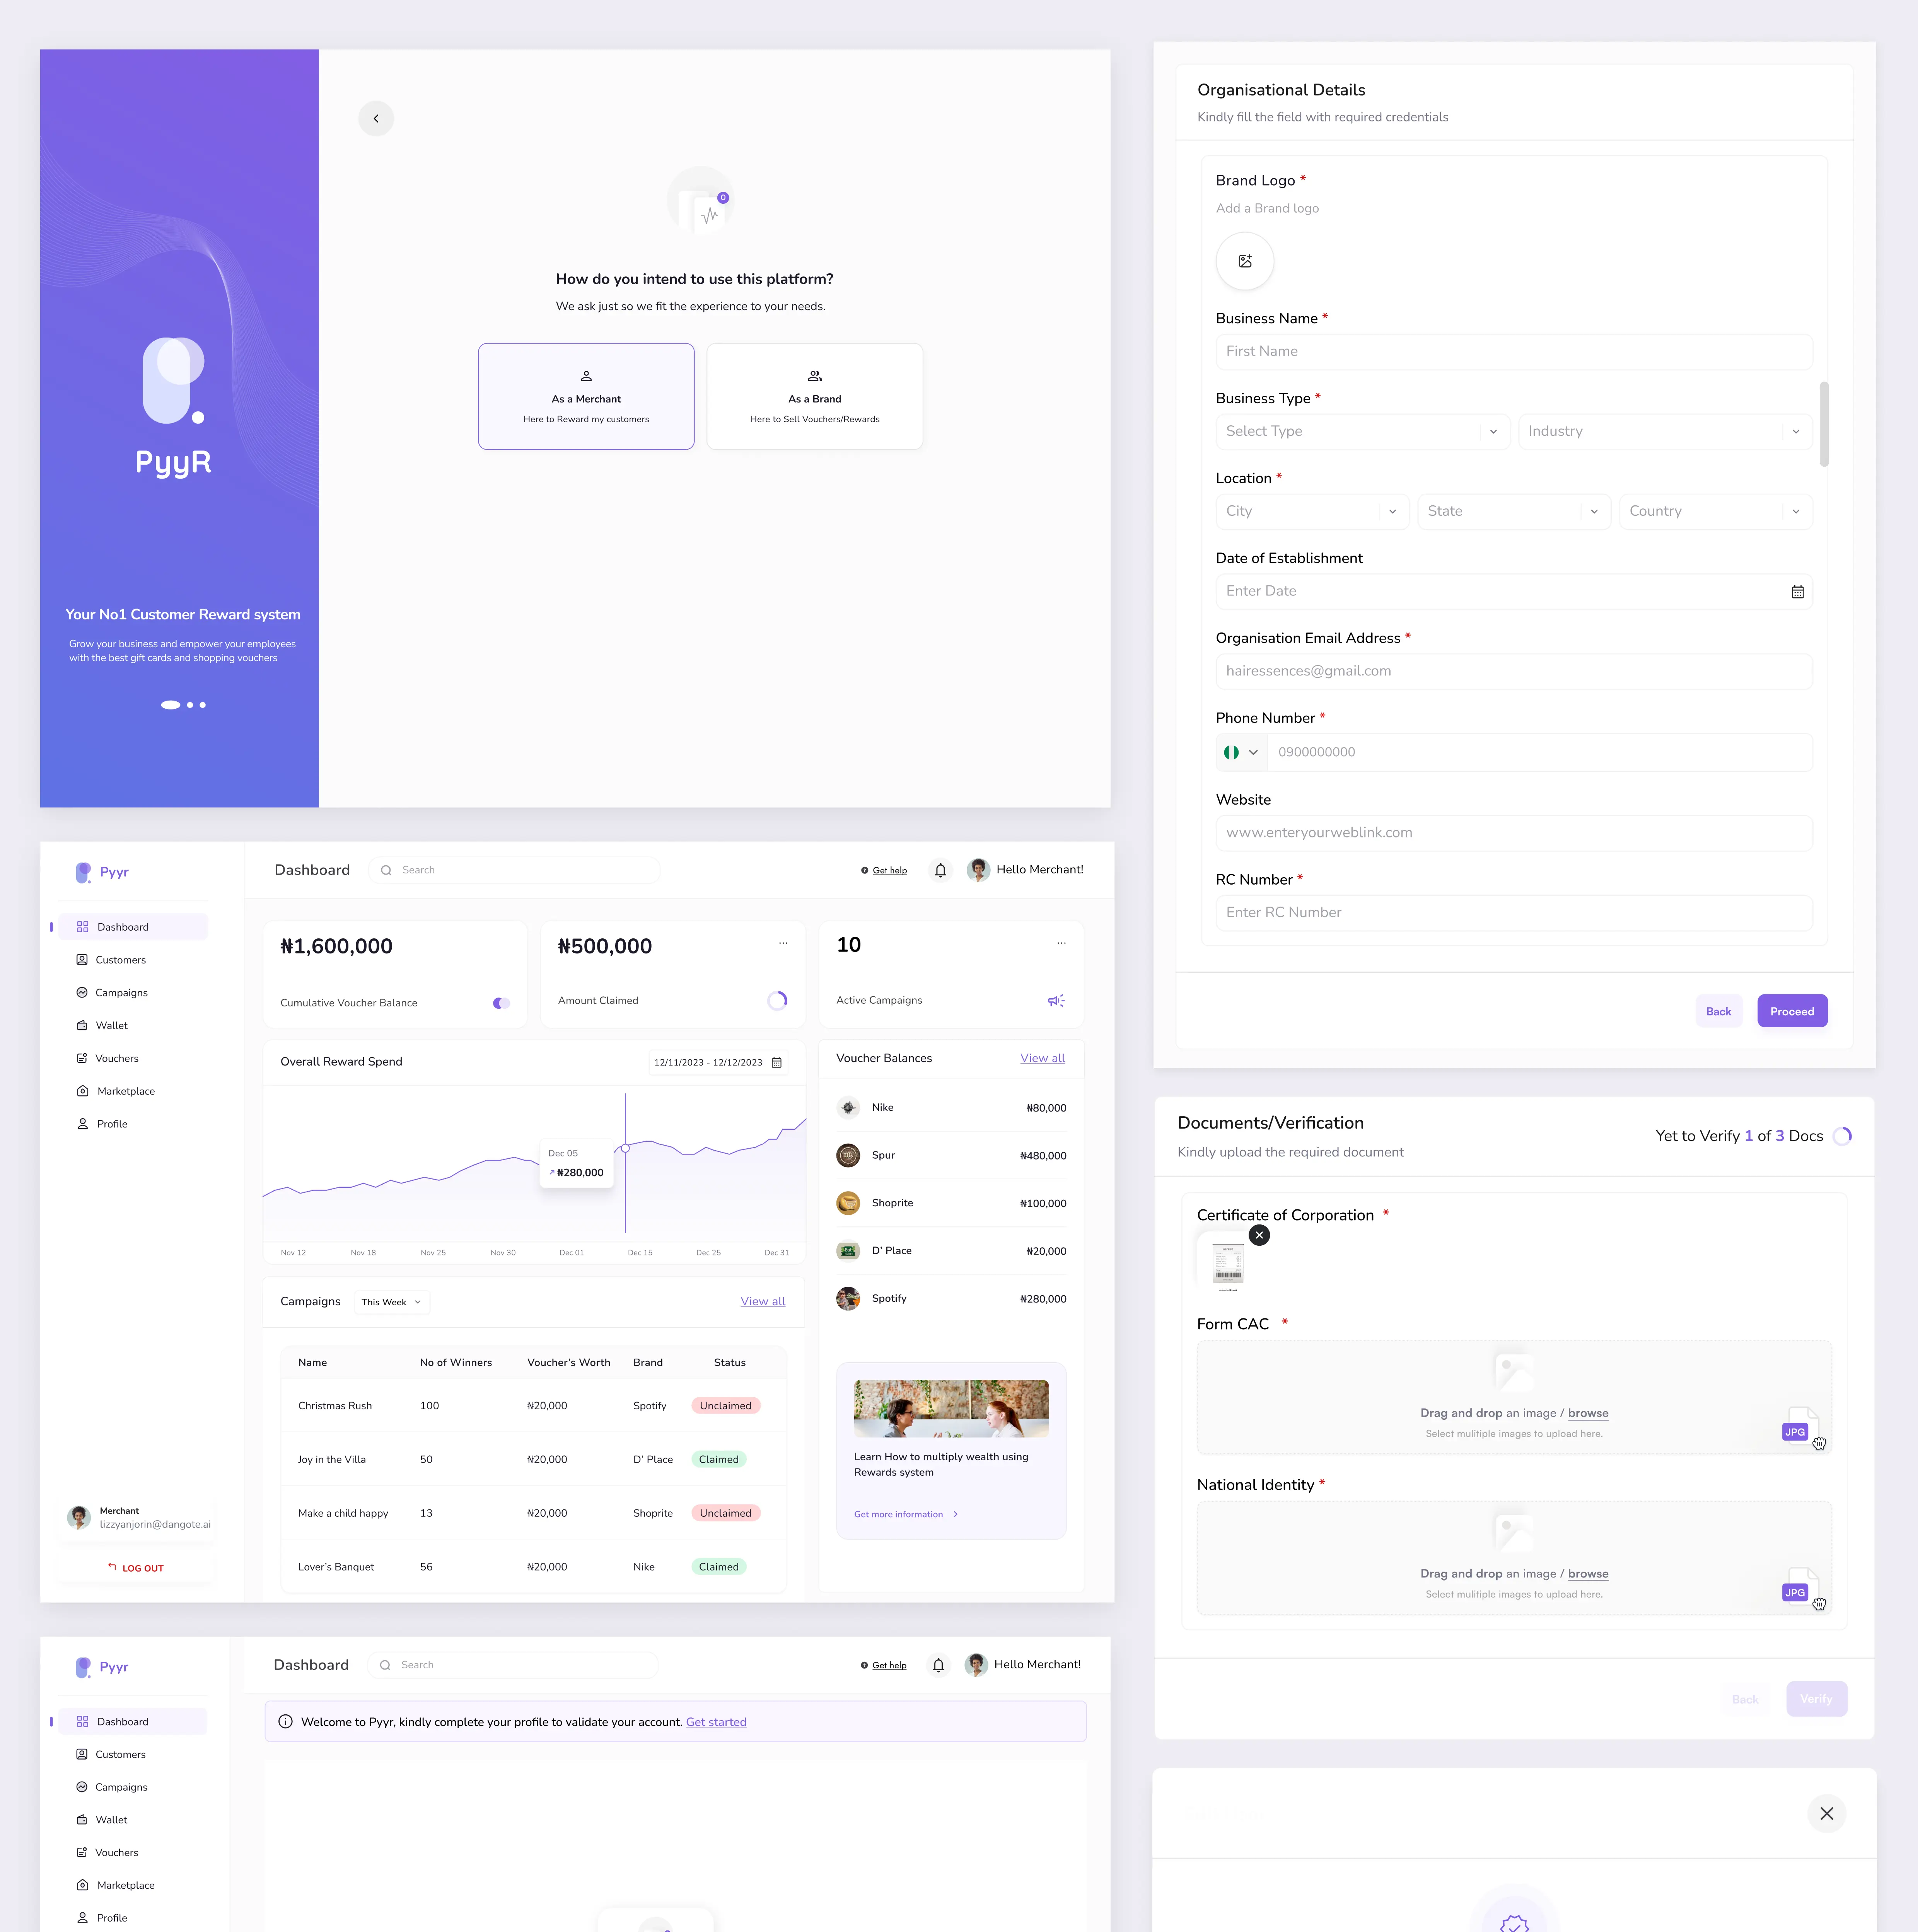 PyyR
Your No1 Customer Reward system
Grow your business and empower your employees
with the best gift cards and shopping vouchers
0
How do you intend to use this platform?
We ask just so we fit the experience to your needs.
As a Merchant
Here to Reward my customers
As a Brand
Here to Sell Vouchers/Rewards
Organisational Details
Kindly fill the field with required credentials
Brand Logo *
Add a Brand logo
Business Name *
First Name
Business Type *
Select Type
Industry
Location *
City
State
Country
Date of Establishment
Enter Date
Organisation Email Address *
hairessences@gmail.com
Phone Number *
0900000000
Website
www.enteryourweblink.com
RC Number *
Enter RC Number
Back
Proceed
Pyyr
Dashboard
Customers
Campaigns
Wallet
Vouchers
Marketplace
Profile
Merchant
lizzyanjorin@dangote.ai
LOG OUT
Dashboard
Search
Get help
Hello Merchant!
₦1,600,000
Cumulative Voucher Balance
₦500,000
...
Amount Claimed
10
...
Active Campaigns
Overall Reward Spend
12/11/2023 - 12/12/2023
Dec 05
₦280,000
Nov 12
Nov 18
Nov 25
Nov 30
Dec 01
Dec 15
Dec 25
Dec 31
Voucher Balances
View all
Nike ₦80,000
Spur ₦480,000
Shoprite ₦100,000
D' Place ₦20,000
Spotify ₦280,000
Campaigns
This Week
View all
Name No of Winners Voucher's Worth Brand Status
Christmas Rush 100 ₦20,000 Spotify Unclaimed
Joy in the Villa 50 ₦20,000 D' Place Claimed
Make a child happy 13 ₦20,000 Shoprite Unclaimed
Lover's Banquet 56 ₦20,000 Nike Claimed
Learn How to multiply wealth using
Rewards system
Get more information
Documents/Verification
Kindly upload the required document
Yet to Verify 1 of 3 Docs
Certificate of Corporation *
Form CAC *
Drag and drop an image / browse
Select mulitiple images to upload here.
JPG
National Identity *
Drag and drop an image / browse
Select mulitiple images to upload here.
JPG
Back
Verify
Pyyr
Dashboard
Customers
Campaigns
Wallet
Vouchers
Marketplace
Profile
Dashboard
Search
Get help
Hello Merchant!
Welcome to Pyyr, kindly complete your profile to validate your account. Get started